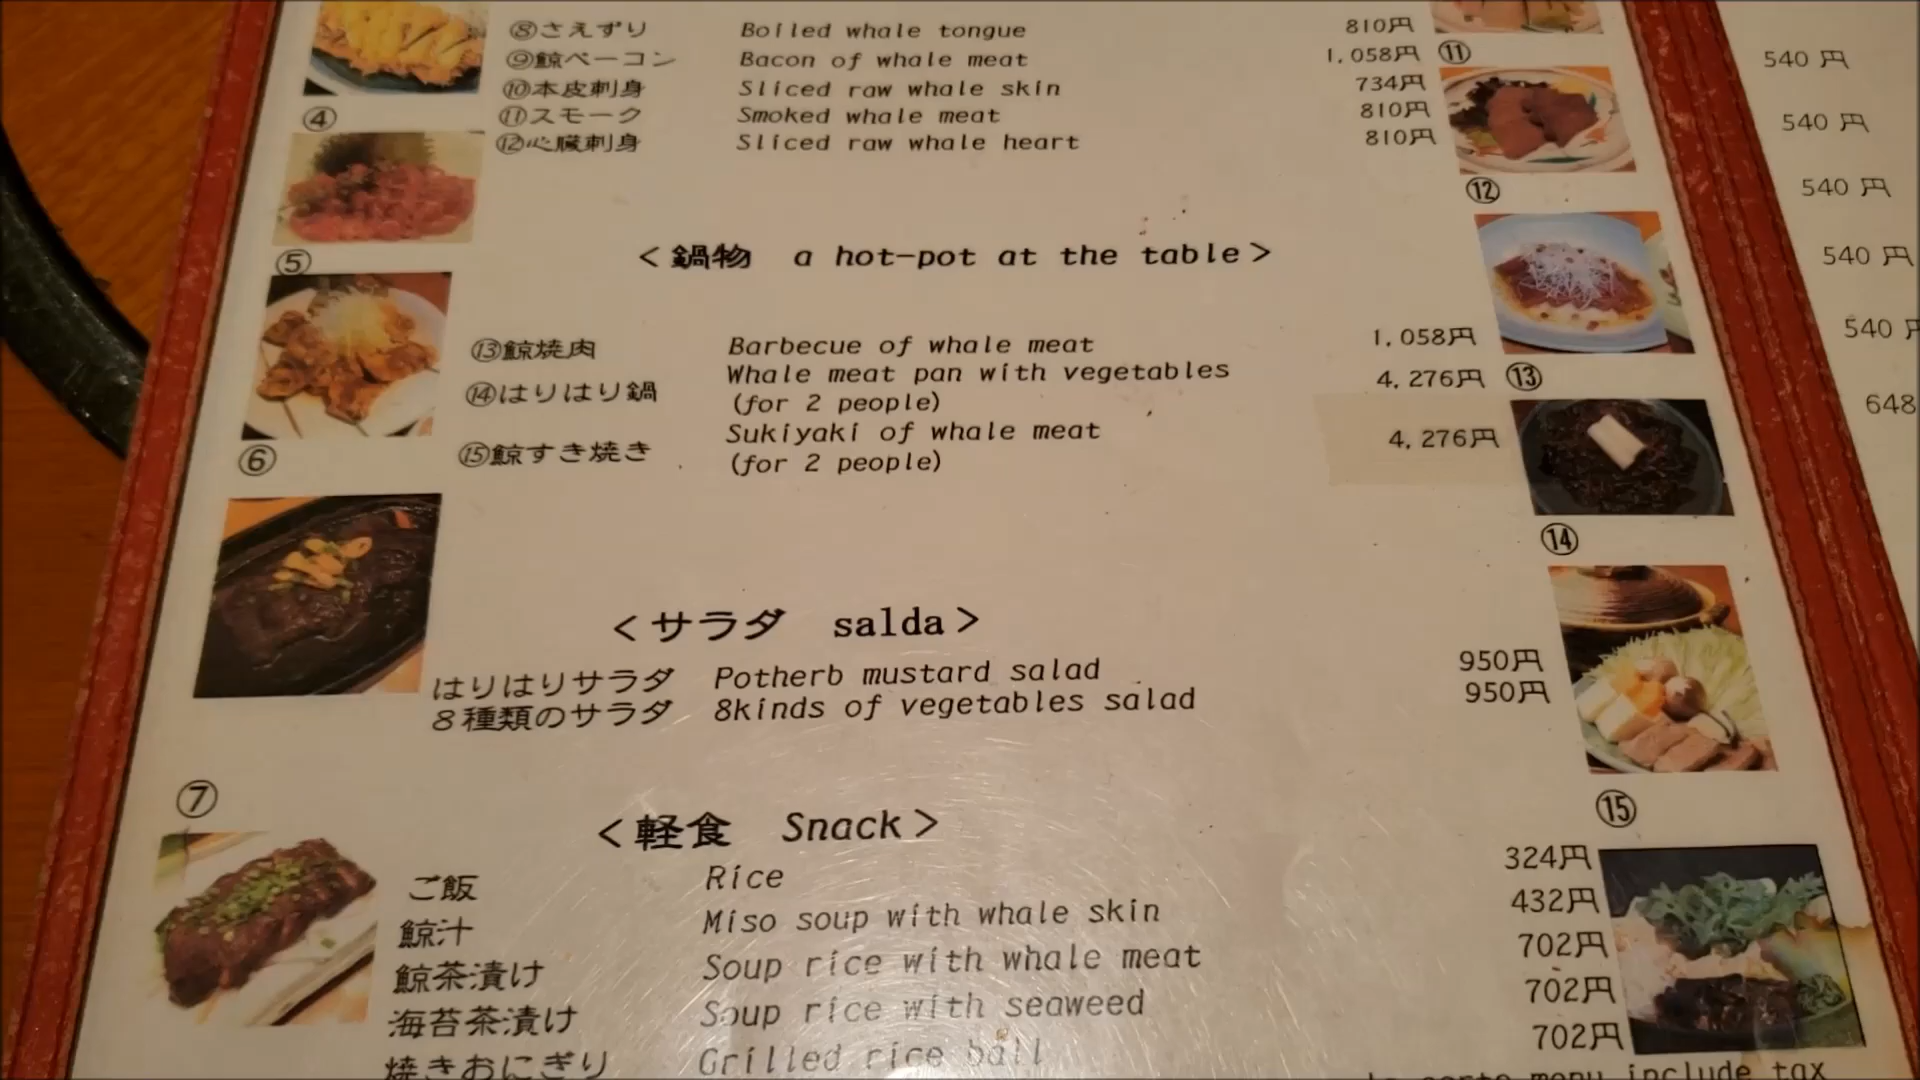 ⑧さえずり Boiled whale tongue 810円
⑨鯨ベーコン Bacon of whale meat 1,058円
⑩本皮刺身 Sliced raw whale skin 734円
⑪スモーク Smoked whale meat 810円
⑫心臓刺身 Sliced raw whale heart 810円
<鍋物 a hot-pot at the table>
⑬鯨焼肉 Barbecue of whale meat 1,058円
⑭はりはり鍋 Whale meat pan with vegetables 4,276円
(for 2 people)
⑮鯨すき焼き Sukiyaki of whale meat 4,276円
(for 2 people)
<サラダ salda>
はりはりサラダ Potherb mustard salad 950円
8種類のサラダ 8kinds of vegetables salad 950円
<軽食 Snack>
ご飯 Rice 324円
鯨汁 Miso soup with whale skin 432円
鯨茶漬け Soup rice with whale meat 702円
海苔茶漬け Soup rice with seaweed 702円
焼きおにぎり Grilled rice ball 702円
menu include tax
④
⑤
⑥
⑦
⑪
⑫
⑬
⑭
⑮
540 円
540 円
540 円
540 円
540 円
648